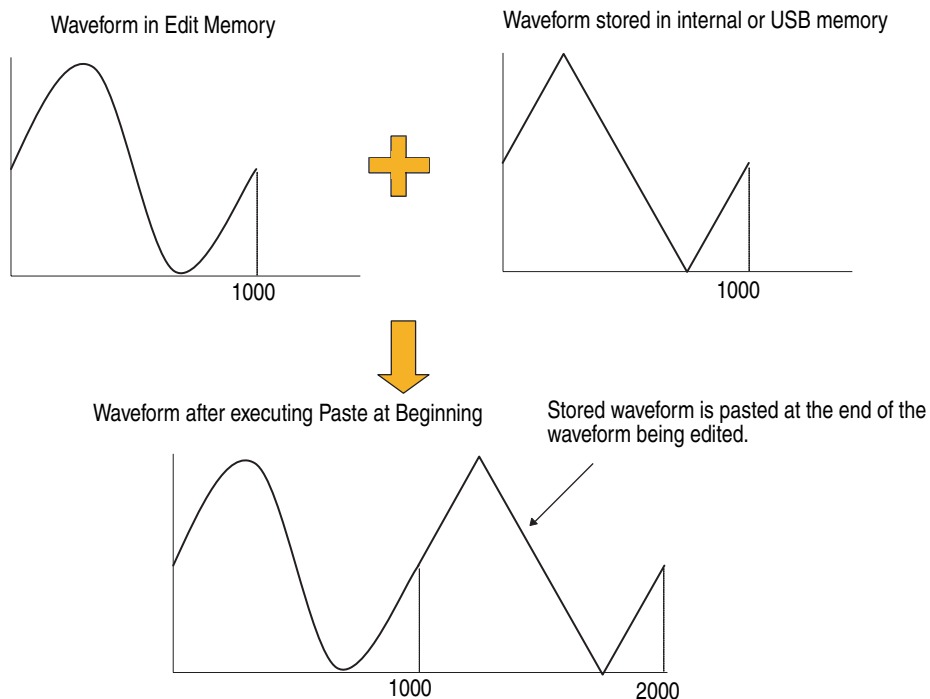 Waveform in Edit Memory
Waveform stored in internal or USB memory
1000
1000
Waveform after executing Paste at Beginning
Stored waveform is pasted at the end of the
waveform being edited.
1000
2000